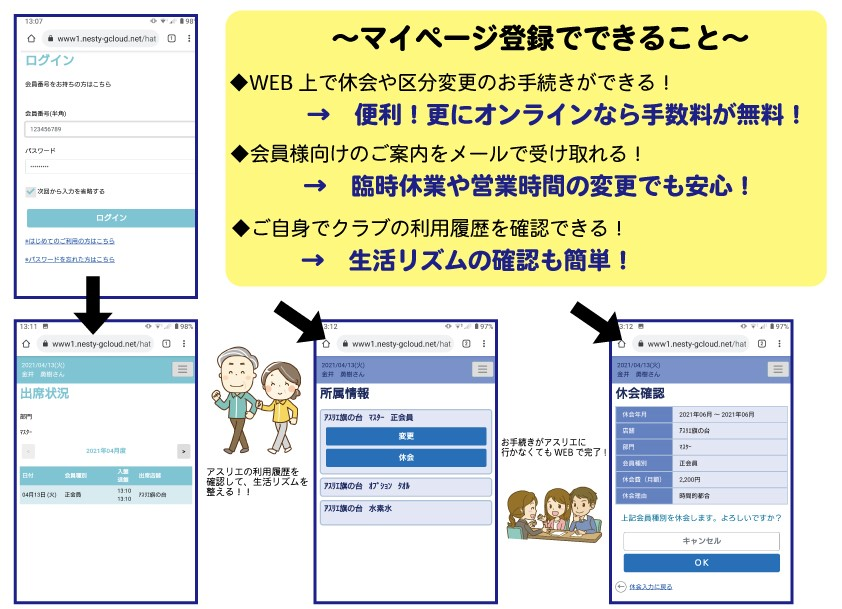 13:07
98%
www1.nesty-gcloud.net/hat
ログイン
会員番号をお持ちの方はこちら
会員番号(半角)
123456789
パスワード
•••••••••
次回から入力を省略する
ログイン
»はじめてのご利用の方はこちら
»パスワードを忘れた方はこちら
～マイページ登録でできること～
◆WEB 上で休会や区分変更のお手続きができる！
→ 便利！更にオンラインなら手数料が無料！
◆会員様向けのご案内をメールで受け取れる！
→ 臨時休業や営業時間の変更でも安心！
◆ご自身でクラブの利用履歴を確認できる！
→ 生活リズムの確認も簡単！
13:11
98%
www1.nesty-gcloud.net/hat
2021/04/13(火)
金井 勇樹さん
出席状況
部門
ﾏｽﾀｰ
2021年04月度
日付 会員種別 入館 退館 出席店舗
04月13日 (火) 正会員 13:10 13:10 ｱｽﾘｴ旗の台
アスリエの利用履歴を
確認して、生活リズムを
整える！！
3:12
97%
www1.nesty-gcloud.net/hat
2021/04/13(火)
金井 勇樹さん
所属情報
ｱｽﾘｴ旗の台 ﾏｽﾀｰ 正会員
変更
休会
ｱｽﾘｴ旗の台 ｵﾌﾟｼｮﾝ ﾀｵﾙ
ｱｽﾘｴ旗の台 水素水
お手続きがアスリエに
行かなくても WEB で完了！
3:12
97%
www1.nesty-gcloud.net/hat
2021/04/13(火)
金井 勇樹さん
休会確認
休会年月 2021年06月 ～ 2021年06月
店舗 ｱｽﾘｴ旗の台
部門 ﾏｽﾀｰ
会員種別 正会員
休会費（月額） 2,200円
休会理由 時間的都合
上記会員種別を休会します。よろしいですか？
キャンセル
OK
休会入力に戻る